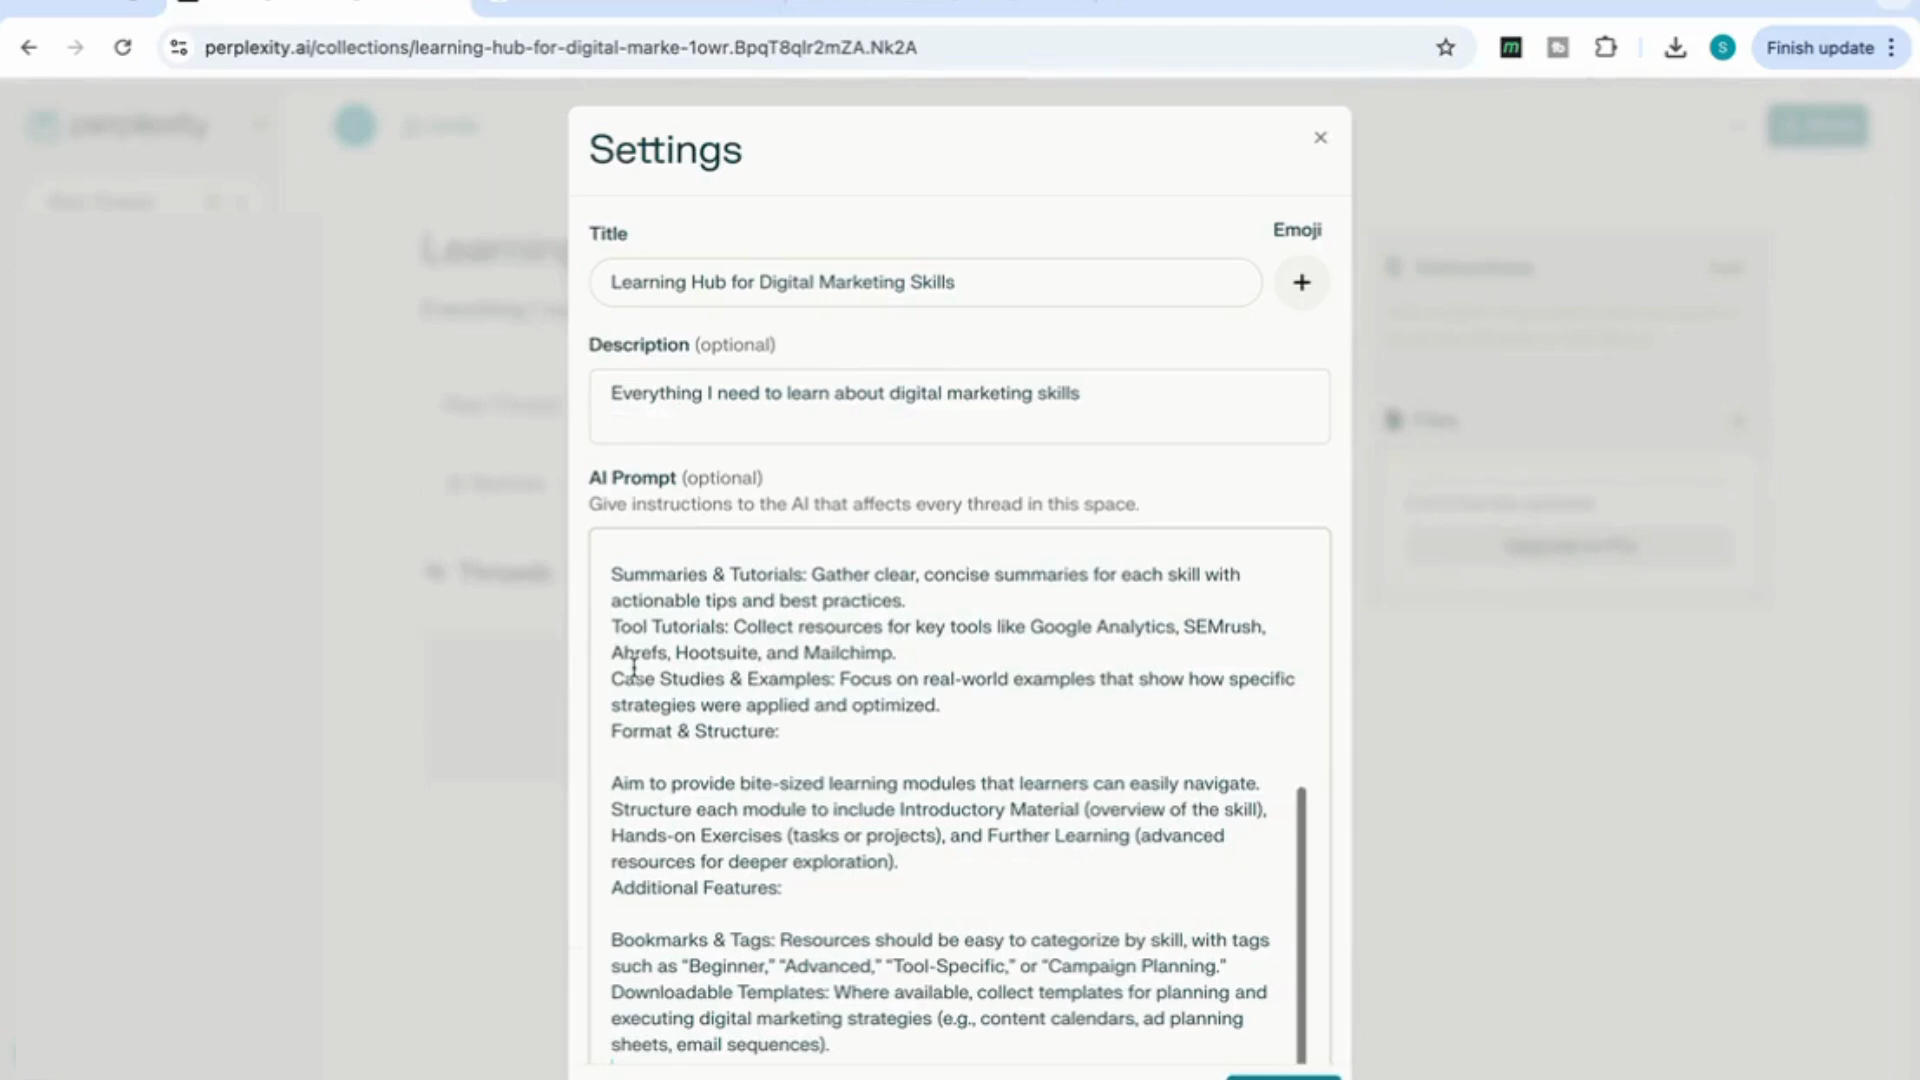 perplexity.ai/collections/learning-hub-for-digital-marke-1owr.BpqT8qlr2mZA.Nk2A
m
S
Finish update
perplexity
Settings
Title
Emoji
Learning Hub for Digital Marketing Skills
Description (optional)
Everything I need to learn about digital marketing skills
AI Prompt (optional)
Give instructions to the AI that affects every thread in this space.
Summaries & Tutorials: Gather clear, concise summaries for each skill with
actionable tips and best practices.
Tool Tutorials: Collect resources for key tools like Google Analytics, SEMrush,
Ahrefs, Hootsuite, and Mailchimp.
Case Studies & Examples: Focus on real-world examples that show how specific
strategies were applied and optimized.
Format & Structure:
Aim to provide bite-sized learning modules that learners can easily navigate.
Structure each module to include Introductory Material (overview of the skill),
Hands-on Exercises (tasks or projects), and Further Learning (advanced
resources for deeper exploration).
Additional Features:
Bookmarks & Tags: Resources should be easy to categorize by skill, with tags
such as “Beginner,” “Advanced,” “Tool-Specific,” or “Campaign Planning.”
Downloadable Templates: Where available, collect templates for planning and
executing digital marketing strategies (e.g., content calendars, ad planning
sheets, email sequences).
Learning
Threads